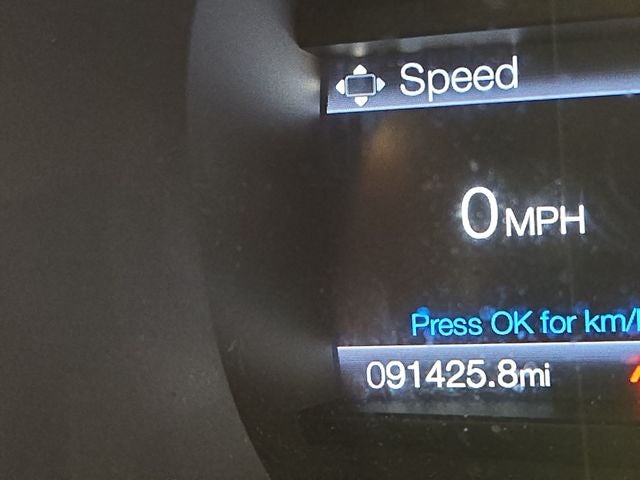 Speed
0 MPH
Press OK for km/
091425.8mi